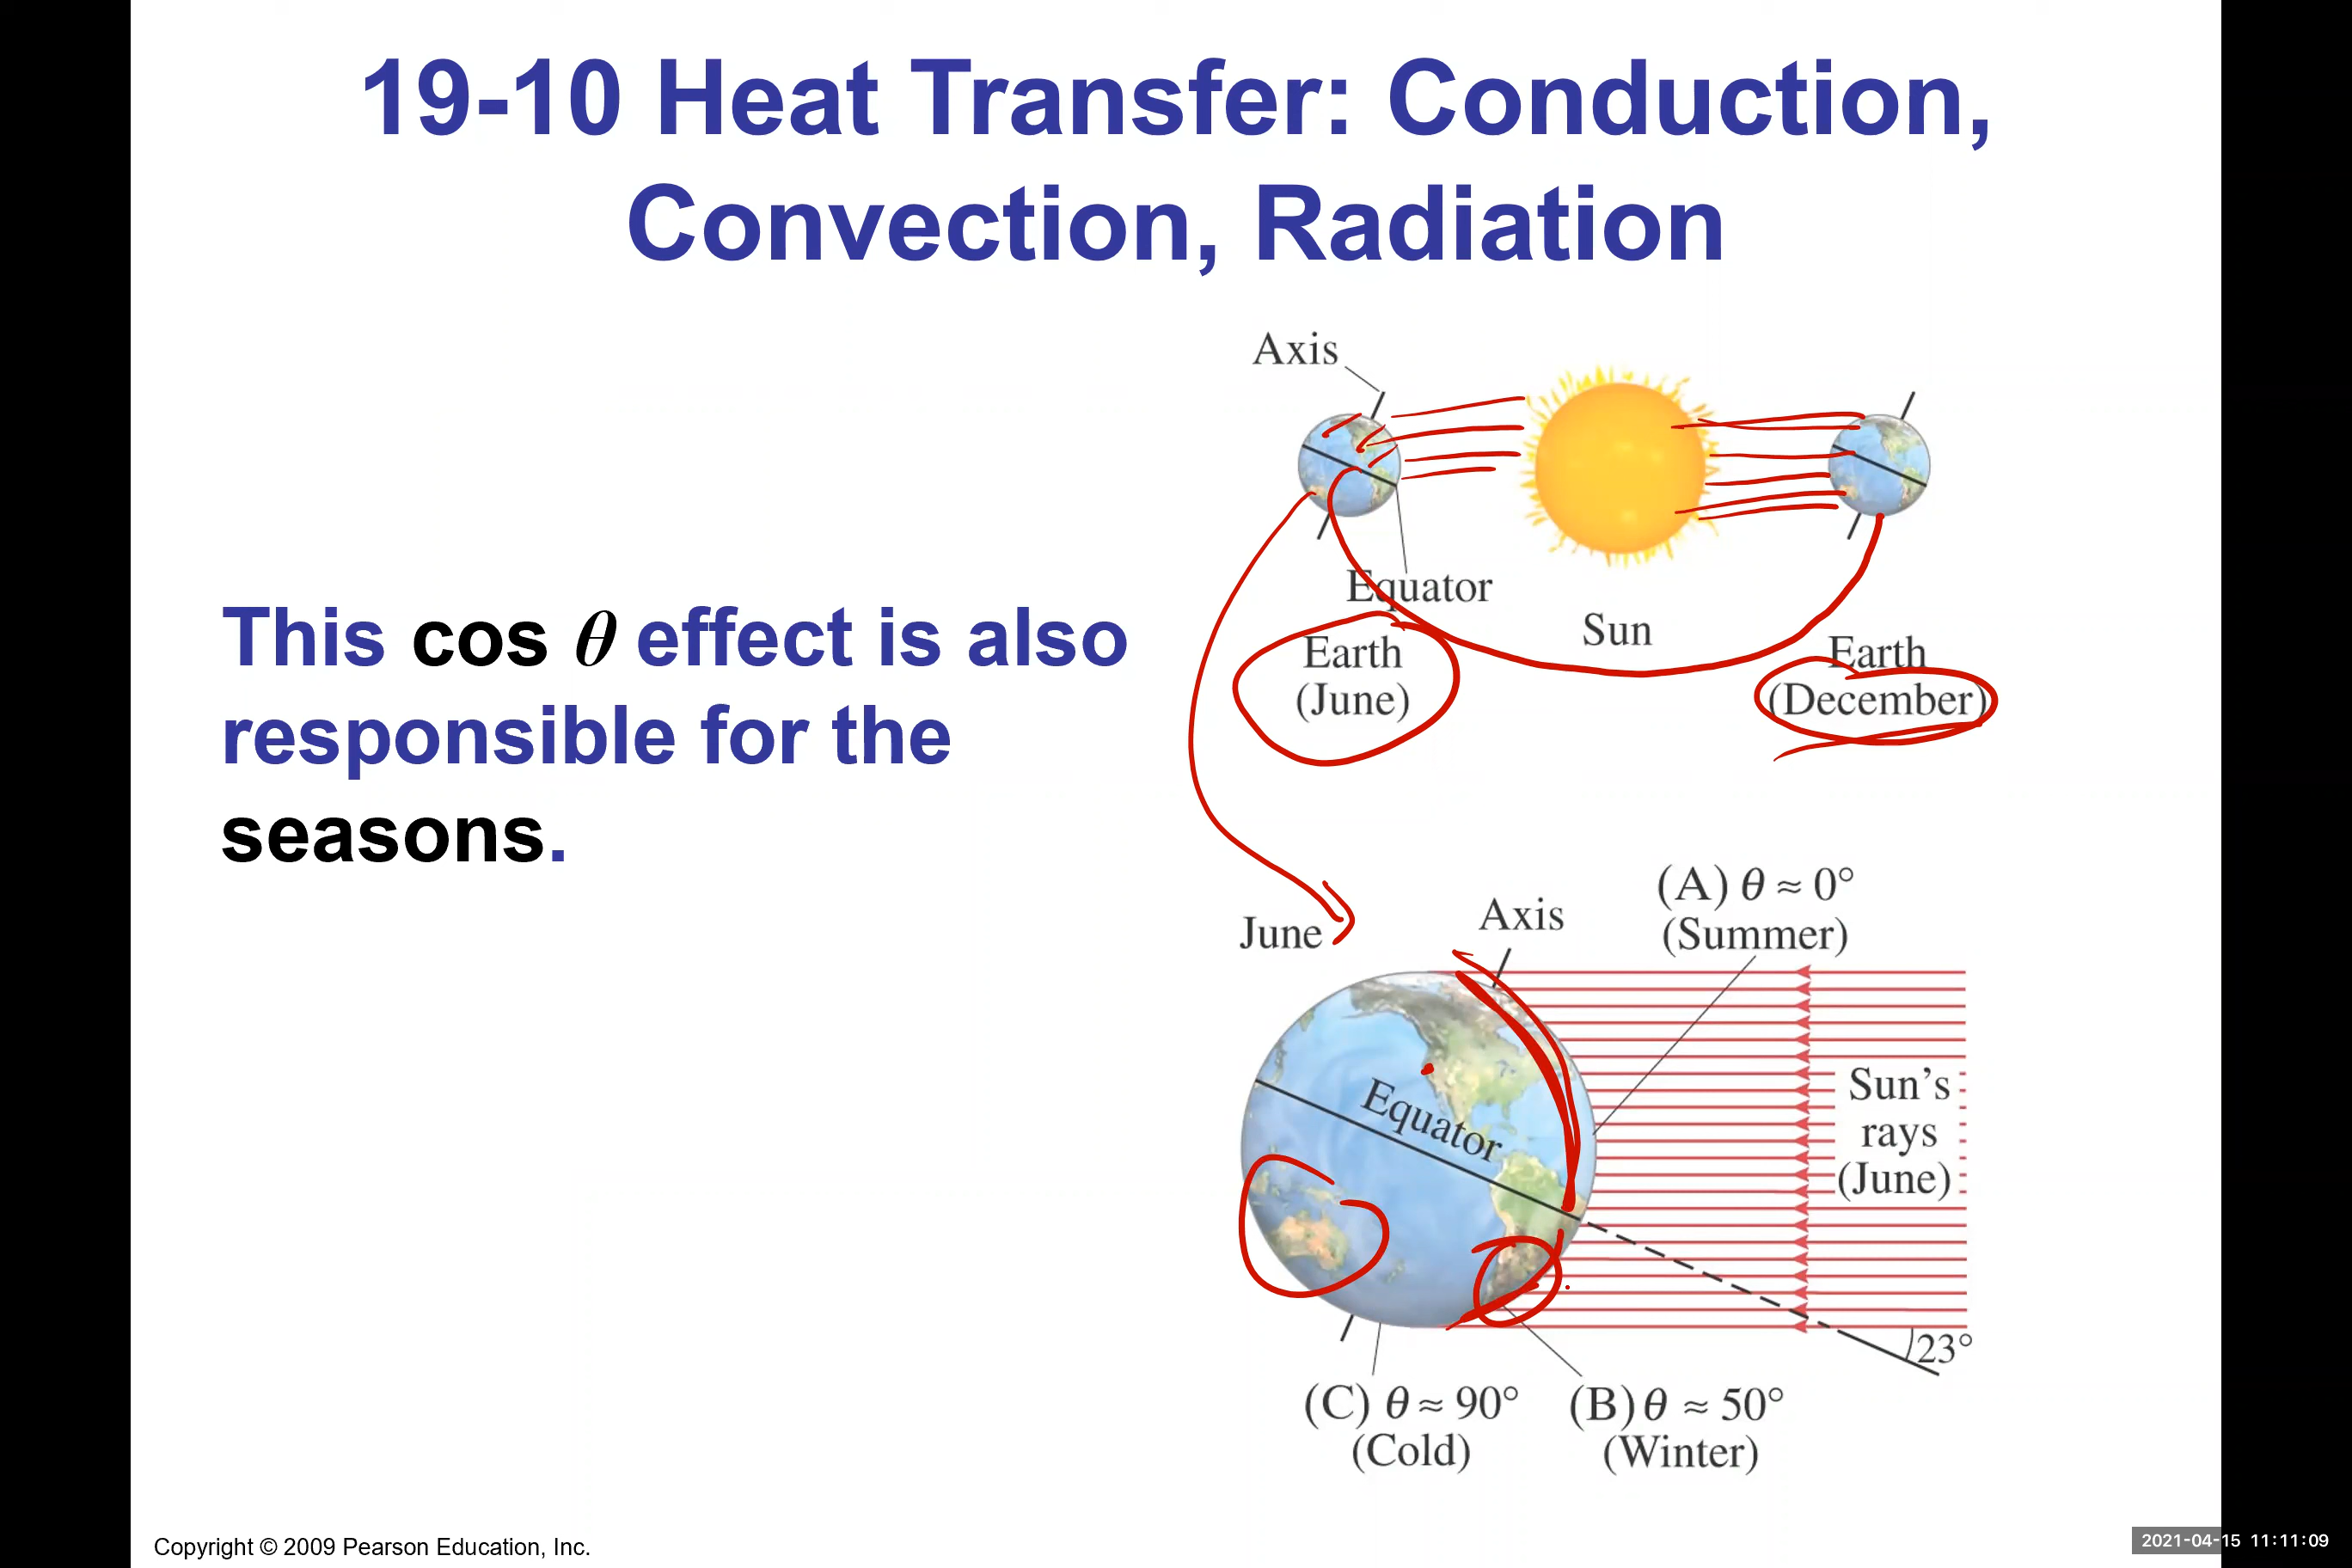 19-10 Heat Transfer: Conduction,
Convection, Radiation
This cos θ effect is also
responsible for the
seasons.
Axis
Equator
Earth
(June)
Sun
Earth
(December)
June
Axis
(A) θ ≈ 0°
(Summer)
Equator
Sun's
rays
(June)
23°
(C) θ ≈ 90°
(Cold)
(B) θ ≈ 50°
(Winter)
Copyright © 2009 Pearson Education, Inc.
2021-04-15 11:11:09